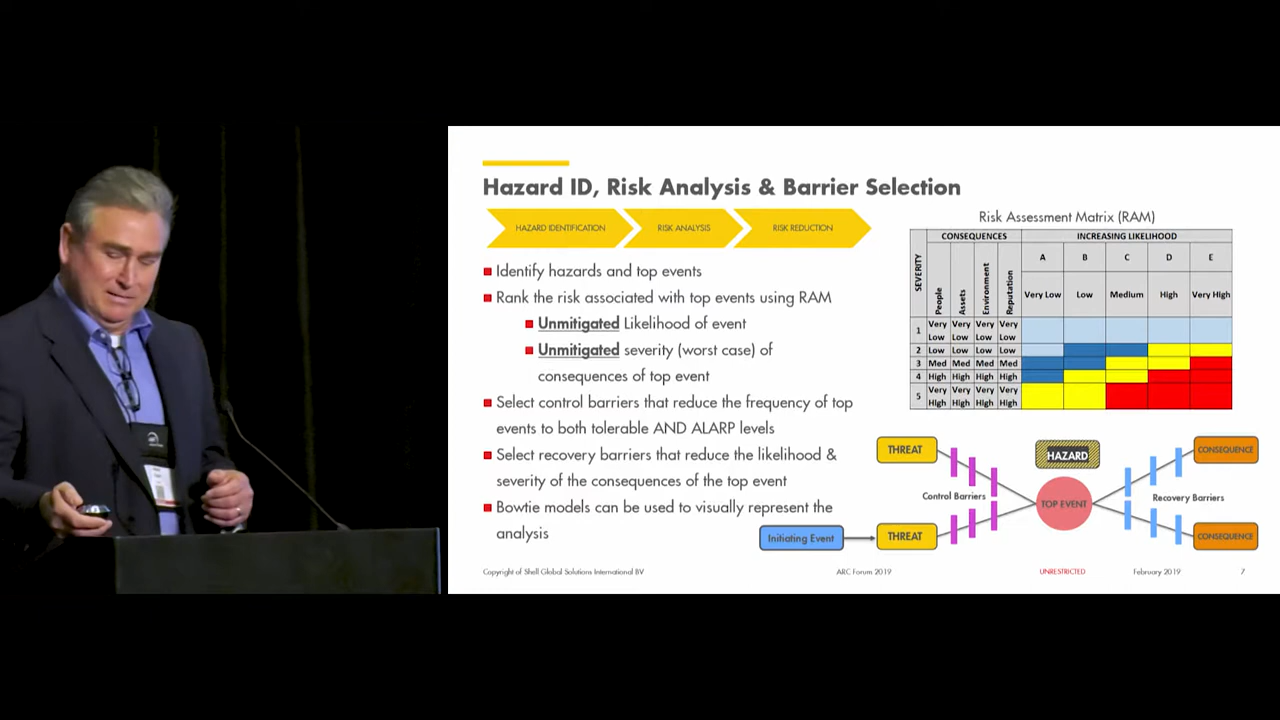 Hazard ID, Risk Analysis & Barrier Selection
HAZARD IDENTIFICATION
RISK ANALYSIS
RISK REDUCTION
Identify hazards and top events
Rank the risk associated with top events using RAM
Unmitigated Likelihood of event
Unmitigated severity (worst case) of
consequences of top event
Select control barriers that reduce the frequency of top
events to both tolerable AND ALARP levels
Select recovery barriers that reduce the likelihood &
severity of the consequences of the top event
Bowtie models can be used to visually represent the
analysis
Risk Assessment Matrix (RAM)
SEVERITY CONSEQUENCES INCREASING LIKELIHOOD
People Assets Environment Reputation A B C D E
Very Low Low Medium High Very High
1 Very Low Very Low Very Low Very Low
2 Low Low Low Low
3 Med Med Med Med
4 High High High High
5 Very High Very High Very High Very High
THREAT HAZARD CONSEQUENCE
Control Barriers TOP EVENT Recovery Barriers
Initiating Event THREAT CONSEQUENCE
Copyright of Shell Global Solutions International BV ARC Forum 2019 UNRESTRICTED February 2019 7